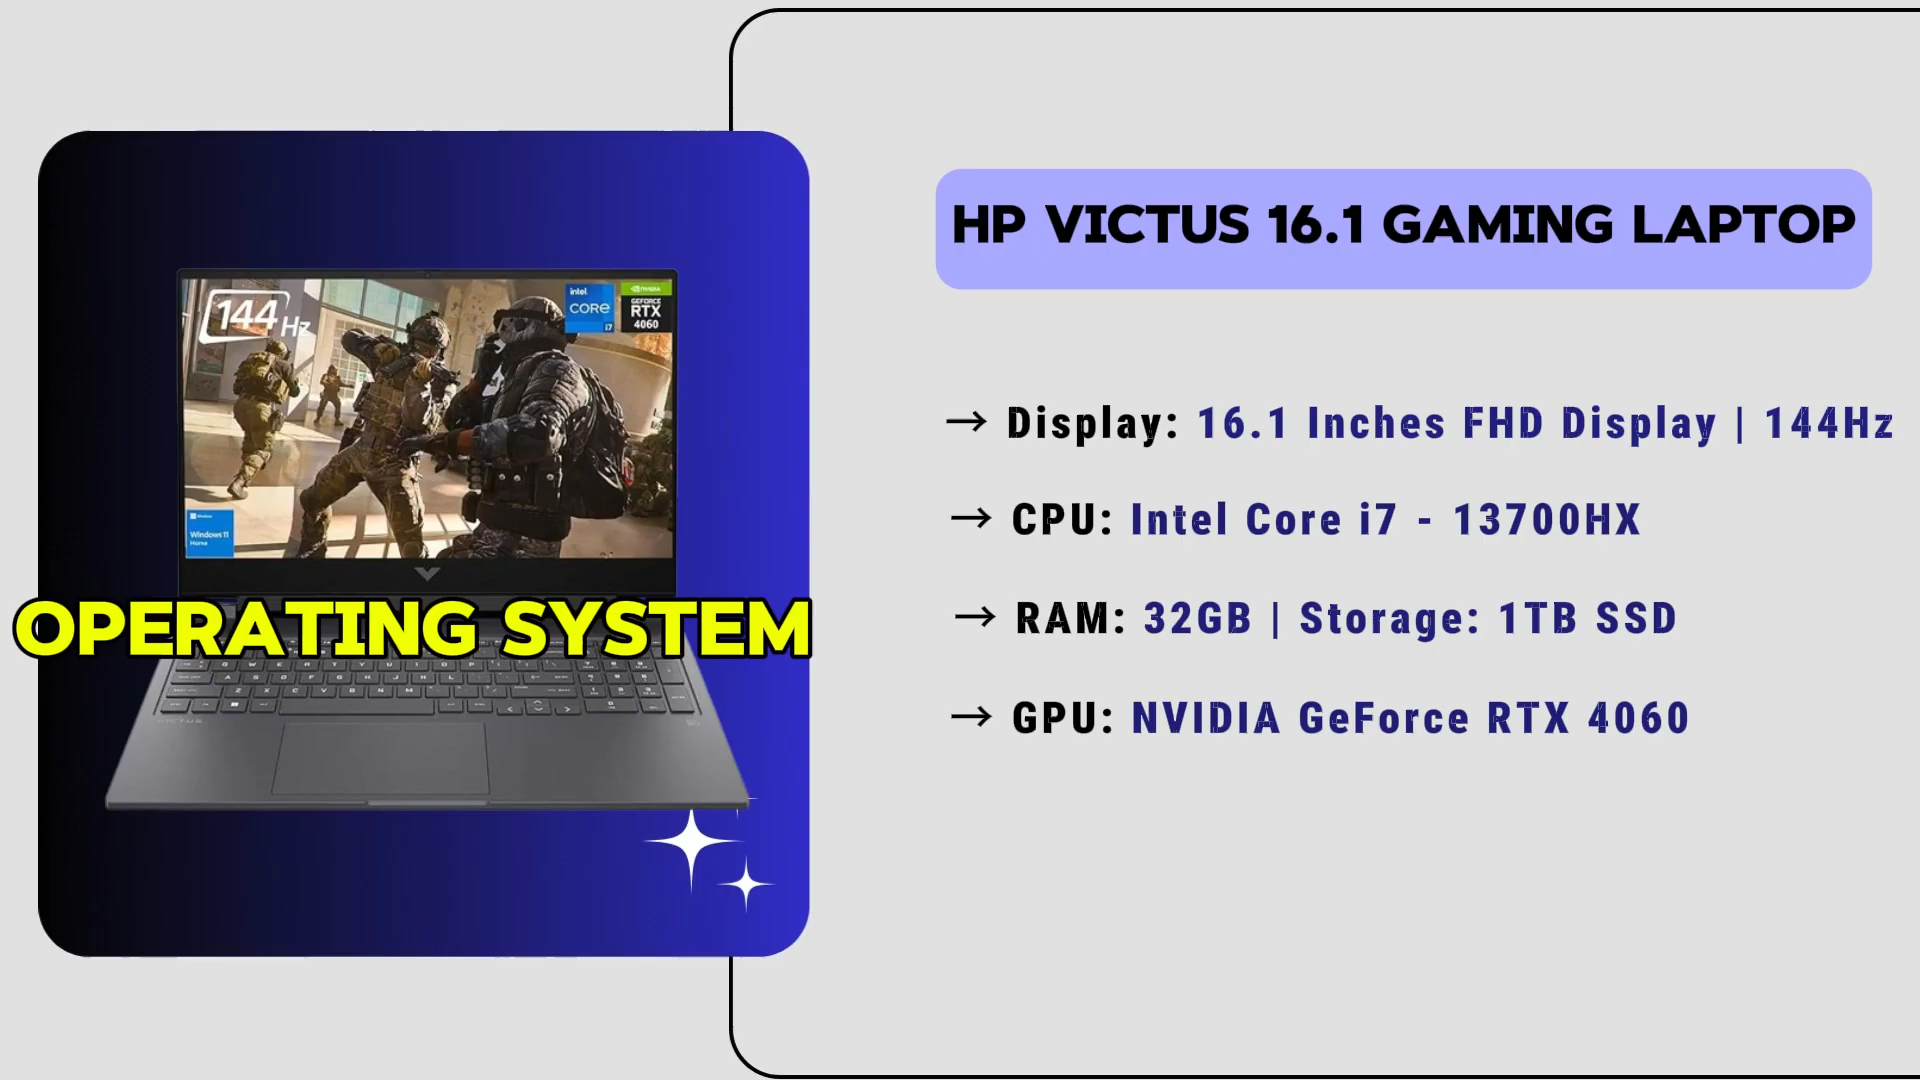 HP VICTUS 16.1 GAMING LAPTOP
144Hz
intel
CORE
i7
NVIDIA
GEFORCE
RTX
4060
→ Display: 16.1 Inches FHD Display | 144Hz
→ CPU: Intel Core i7 - 13700HX
Windows
Windows 11
Home
OPERATING SYSTEM
→ RAM: 32GB | Storage: 1TB SSD
→ GPU: NVIDIA GeForce RTX 4060
VICTUS